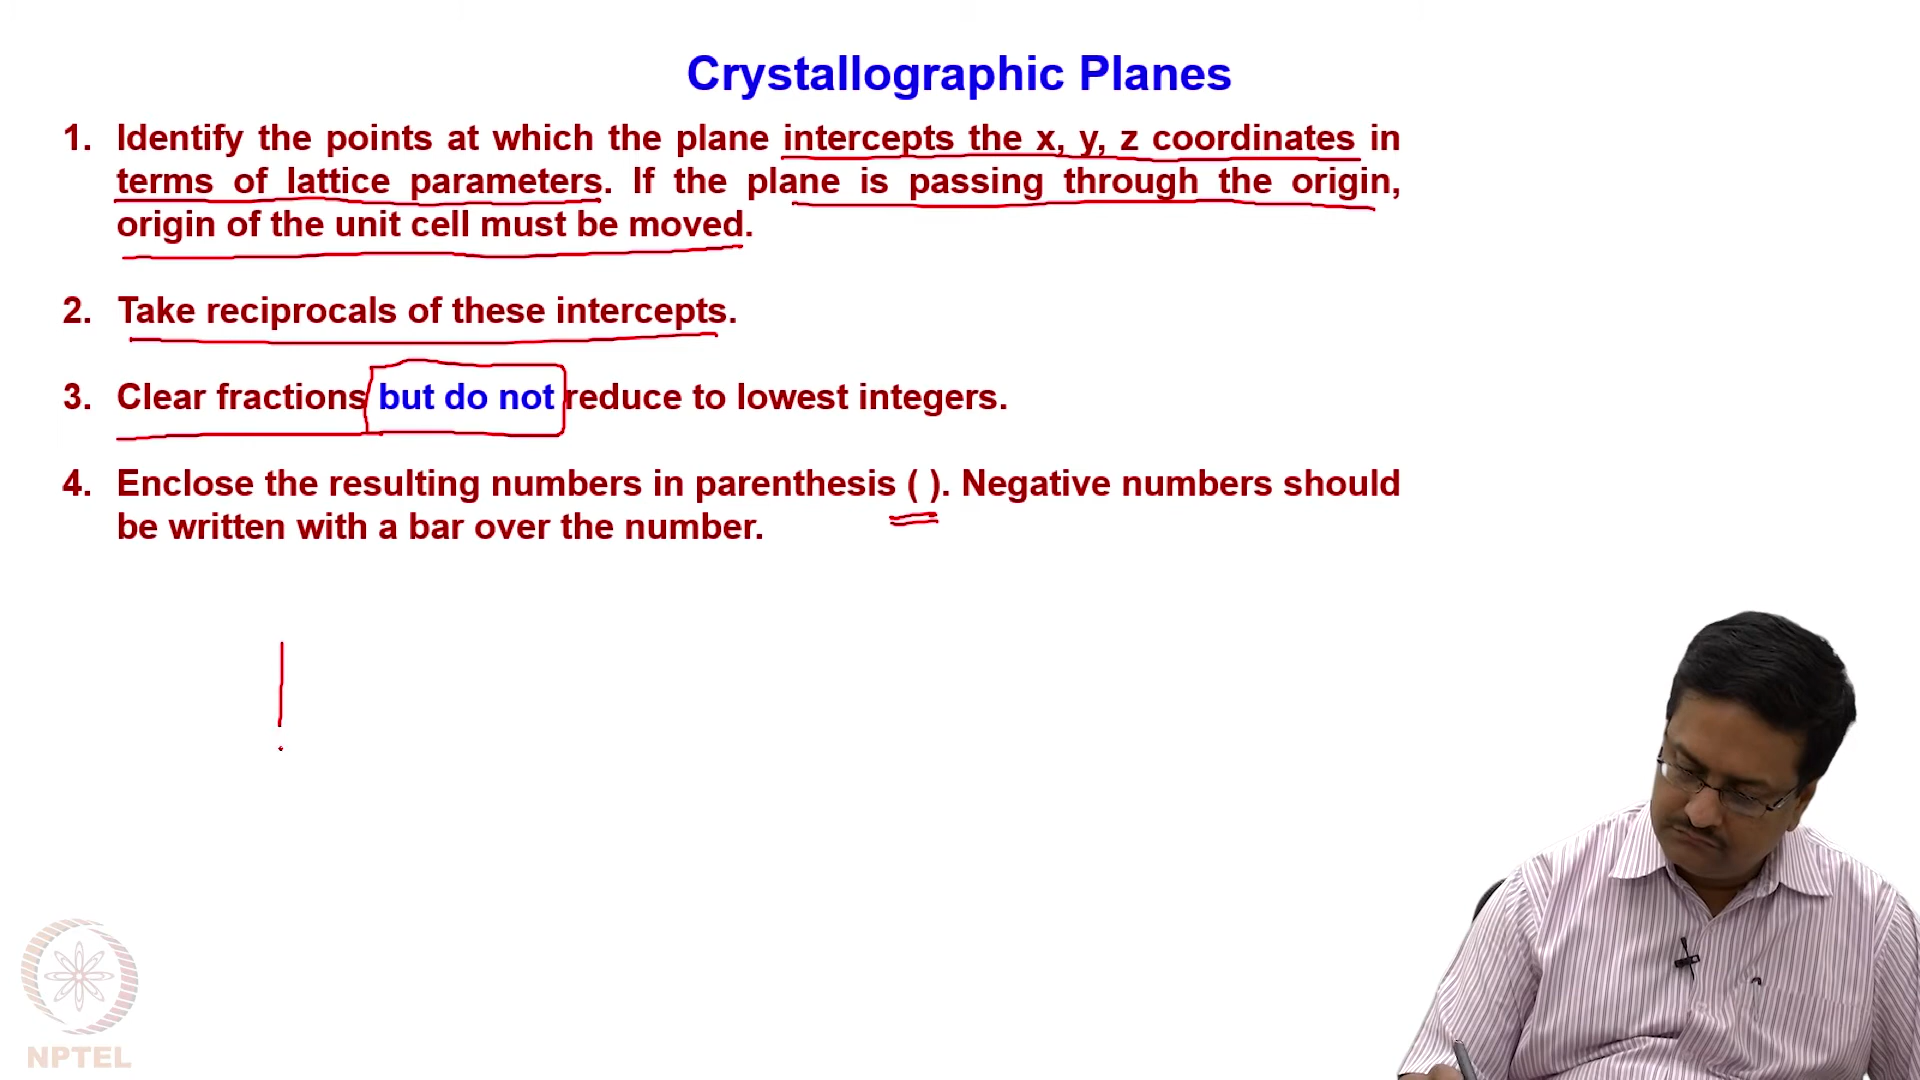 Crystallographic Planes
1. Identify the points at which the plane intercepts the x, y, z coordinates in
terms of lattice parameters. If the plane is passing through the origin,
origin of the unit cell must be moved.
2. Take reciprocals of these intercepts.
3. Clear fractions but do not reduce to lowest integers.
4. Enclose the resulting numbers in parenthesis ( ). Negative numbers should
be written with a bar over the number.
NPTEL